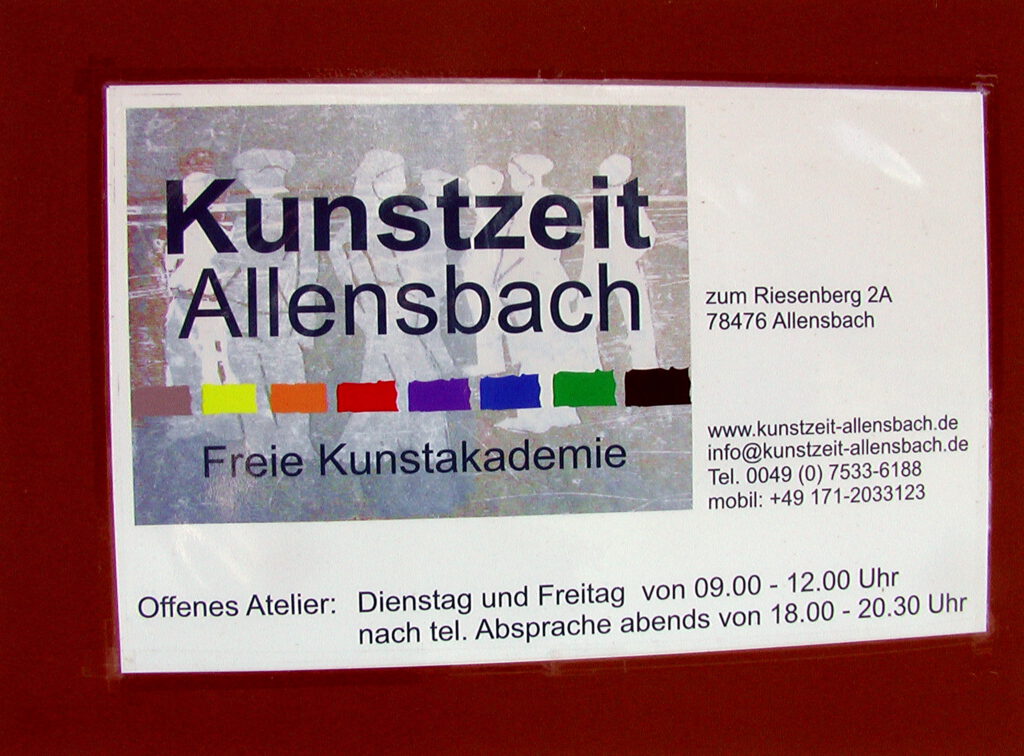 Kunstzeit
Allensbach
Freie Kunstakademie
zum Riesenberg 2A
78476 Allensbach
www.kunstzeit-allensbach.de
info@kunstzeit-allensbach.de
Tel. 0049 (0) 7533-6188
mobil: +49 171-2033123
Offenes Atelier: Dienstag und Freitag von 09.00 - 12.00 Uhr
nach tel. Absprache abends von 18.00 - 20.30 Uhr